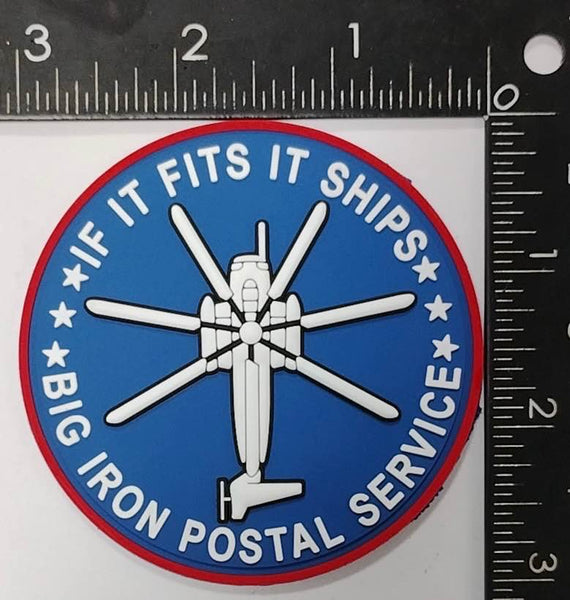 3 2 1 0
IF IT FITS IT SHIPS
BIG IRON POSTAL SERVICE
1
2
3